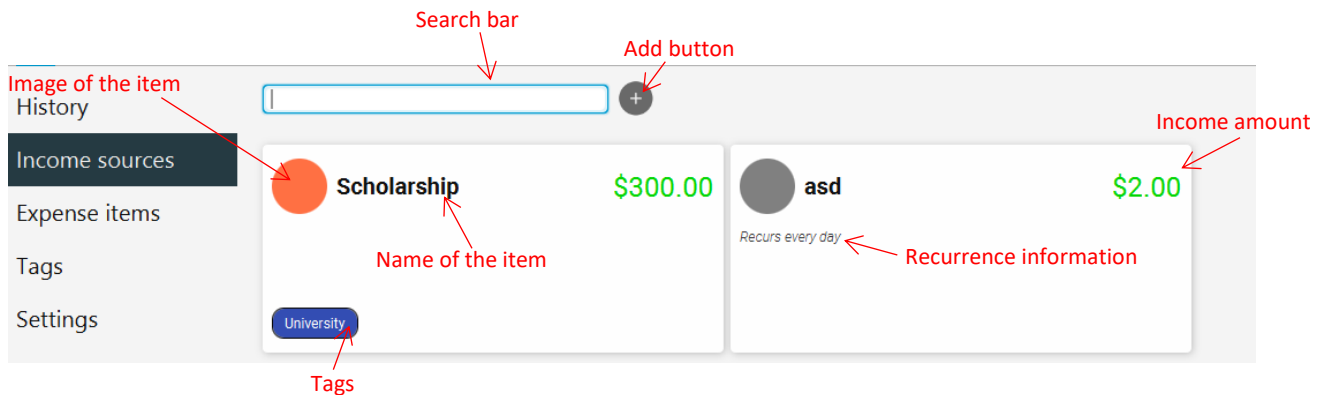 Search bar
Add button
Image of the item
History
+
Income amount
Income sources
Scholarship
$300.00
asd
$2.00
Expense items
Recurs every day
Name of the item
Recurrence information
Tags
Settings
University
Tags